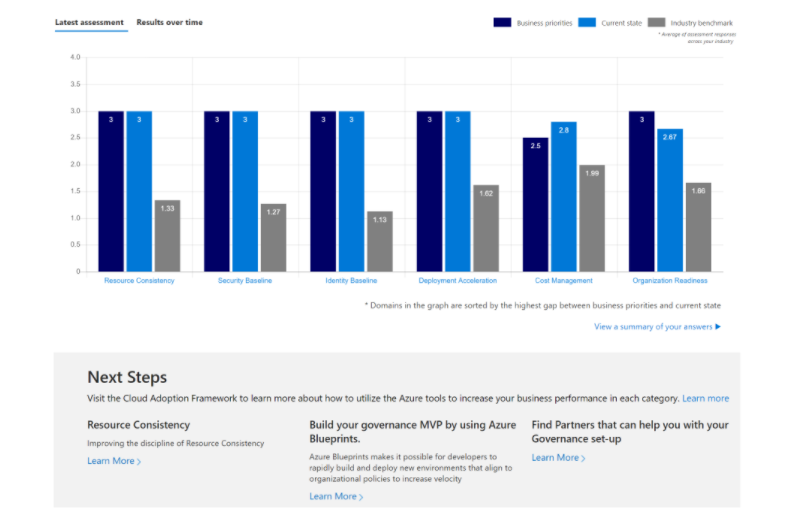 Latest assessment Results over time
Business priorities Current state Industry benchmark
* Average of assessment responses
across your industry
4.0
3.5
3.0
2.5
2.0
1.5
1.0
0.5
0
3 3 1.33
3 3 1.27
3 3 1.13
3 3 1.62
2.5 2.8 1.99
3 2.67 1.66
Resource Consistency Security Baseline Identity Baseline Deployment Acceleration Cost Management Organization Readiness
* Domains in the graph are sorted by the highest gap between business priorities and current state
View a summary of your answers ▶
Next Steps
Visit the Cloud Adoption Framework to learn more about how to utilize the Azure tools to increase your business performance in each category. Learn more
Resource Consistency
Improving the discipline of Resource Consistency
Learn More >
Build your governance MVP by using Azure
Blueprints.
Azure Blueprints makes it possible for developers to
rapidly build and deploy new environments that align to
organizational policies to increase velocity
Learn More >
Find Partners that can help you with your
Governance set-up
Learn More >